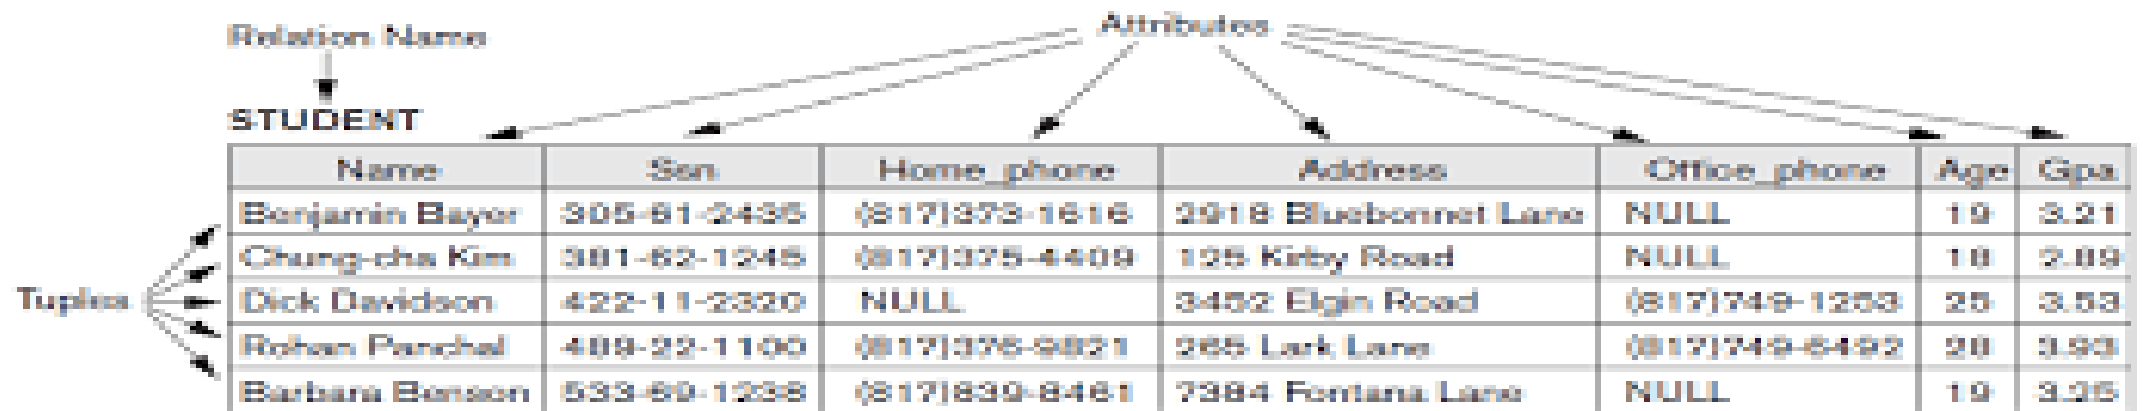 Attributes
Relation Name
STUDENT
Name Ssn Home_phone Address Office_phone Age Gpa
Benjamin Bayer 305-61-2435 (817)373-1616 2918 Bluebonnet Lane NULL 19 3.21
Chung-cha Kim 381-62-1245 (817)375-4409 125 Kirby Road NULL 18 2.89
Tuples Dick Davidson 422-11-2320 NULL 3452 Elgin Road (817)749-1253 25 3.53
Rohan Panchal 489-22-1100 (817)376-9821 265 Lark Lane (817)749-6492 28 3.93
Barbara Benson 533-69-1238 (817)839-8461 7384 Fontana Lane NULL 19 3.25